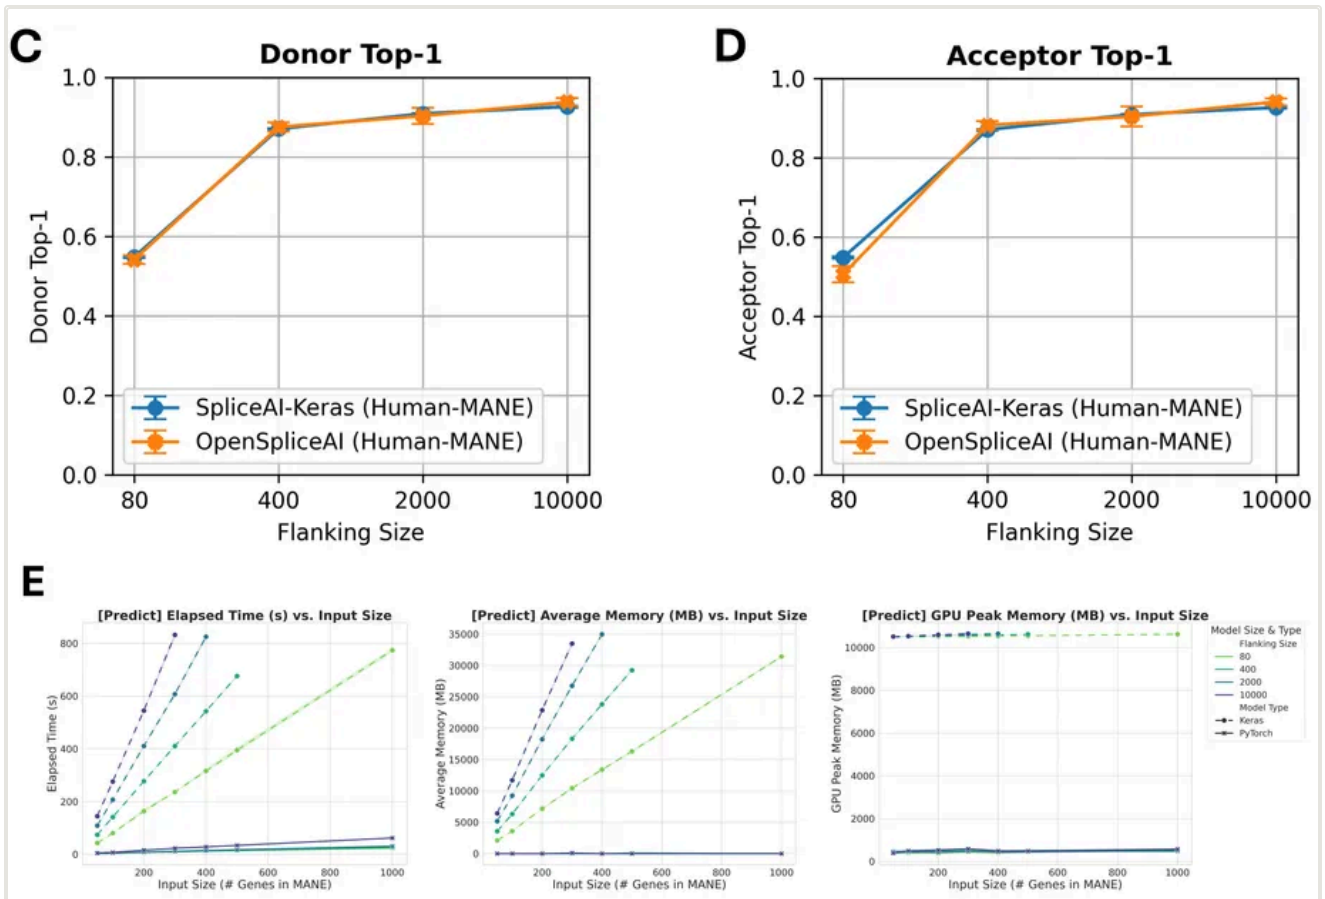 C
Donor Top-1
1.0
0.8
0.6
0.4
0.2
0.0
Donor Top-1
SpliceAI-Keras (Human-MANE)
OpenSpliceAI (Human-MANE)
80 400 2000 10000
Flanking Size
D
Acceptor Top-1
1.0
0.8
0.6
0.4
0.2
0.0
Acceptor Top-1
SpliceAI-Keras (Human-MANE)
OpenSpliceAI (Human-MANE)
80 400 2000 10000
Flanking Size
E
[Predict] Elapsed Time (s) vs. Input Size
800
600
400
200
0
Elapsed Time (s)
200 400 600 800 1000
Input Size (# Genes in MANE)
[Predict] Average Memory (MB) vs. Input Size
35000
30000
25000
20000
15000
10000
5000
0
Average Memory (MB)
200 400 600 800 1000
Input Size (# Genes in MANE)
[Predict] GPU Peak Memory (MB) vs. Input Size
10000
8000
6000
4000
2000
0
GPU Peak Memory (MB)
200 400 600 800 1000
Input Size (# Genes in MANE)
Model Size & Type
Flanking Size
80
400
2000
10000
Model Type
Keras
PyTorch